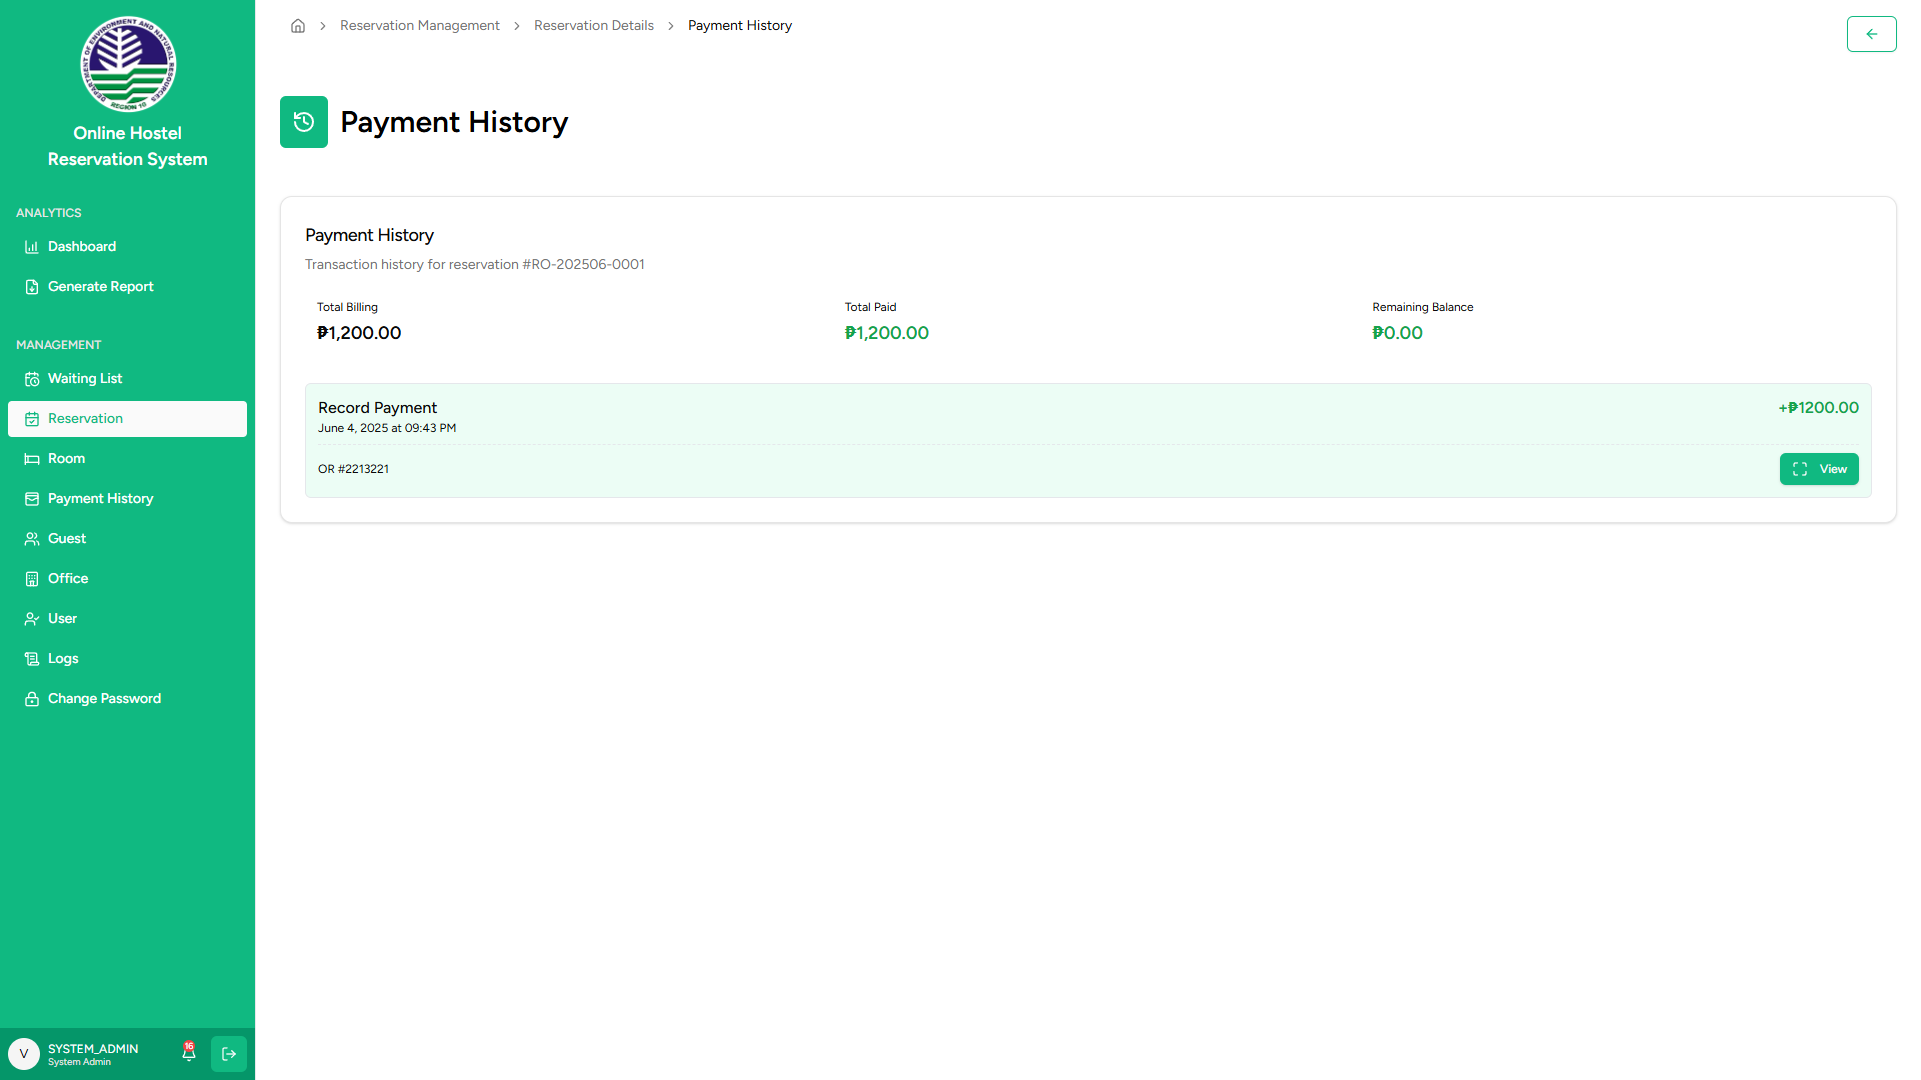 DEPARTMENT OF ENVIRONMENT AND NATURAL RESOURCES
REGION 10
Online Hostel
Reservation System
ANALYTICS
Dashboard
Generate Report
MANAGEMENT
Waiting List
Reservation
Room
Payment History
Guest
Office
User
Logs
Change Password
V
SYSTEM_ADMIN
System Admin
16
Reservation Management
Reservation Details
Payment History
Payment History
Payment History
Transaction history for reservation #RO-202506-0001
Total Billing
Total Paid
Remaining Balance
₱1,200.00
₱1,200.00
₱0.00
Record Payment
+₱1200.00
June 4, 2025 at 09:43 PM
OR #2213221
View